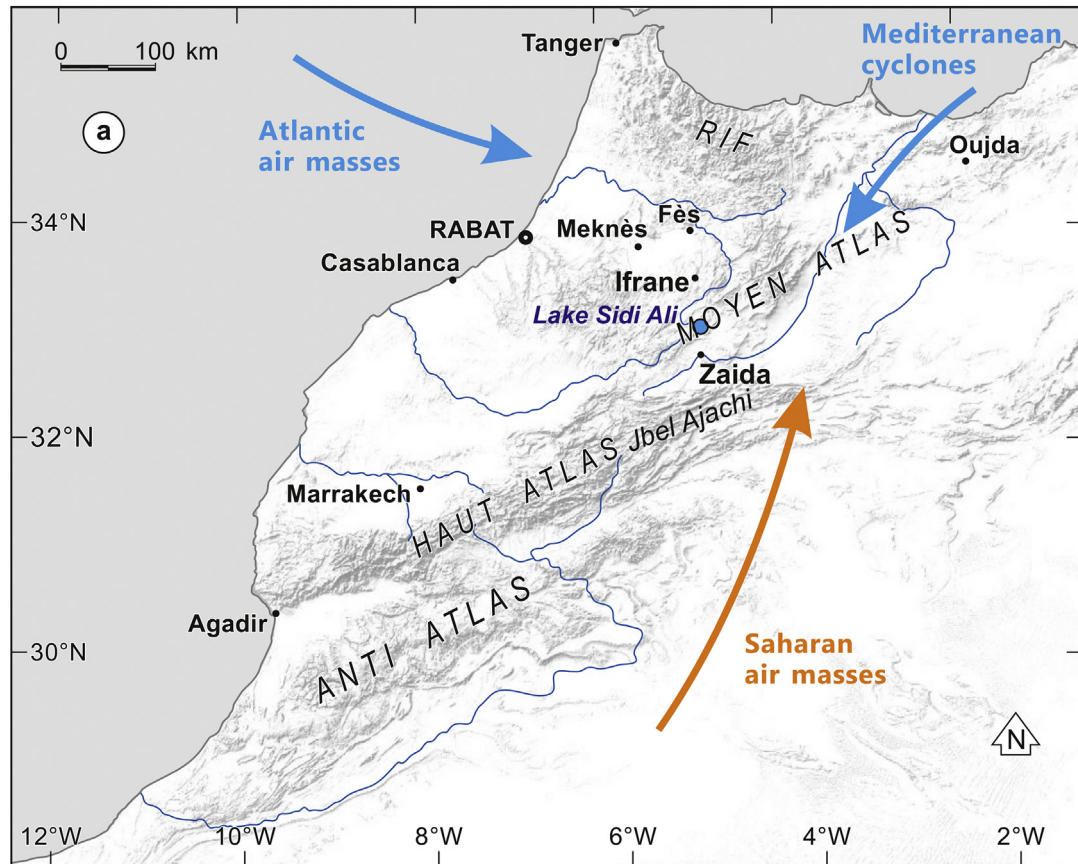 0 100 km
Tanger
Mediterranean
cyclones
a
Atlantic
air masses
RIF
Oujda
34°N
RABAT
Fès
Meknès
Casablanca
Ifrane
MOYEN ATLAS
Lake Sidi Ali
Zaida
32°N
Jbel Ajachi
HAUT ATLAS
Marrakech
ANTI ATLAS
Agadir
30°N
Saharan
air masses
N
12°W 10°W 8°W 6°W 4°W 2°W